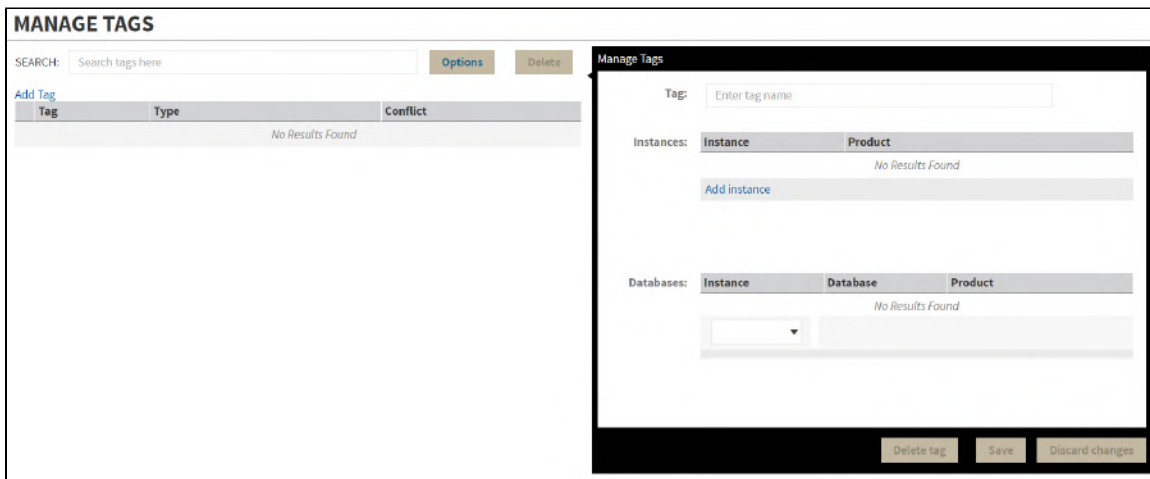 MANAGE TAGS
SEARCH: Search tags here Options Delete
Add Tag
Tag Type Conflict
No Results Found
Manage Tags
Tag: Enter tag name
Instances: Instance Product
No Results Found
Add instance
Databases: Instance Database Product
No Results Found
Delete tag Save Discard changes